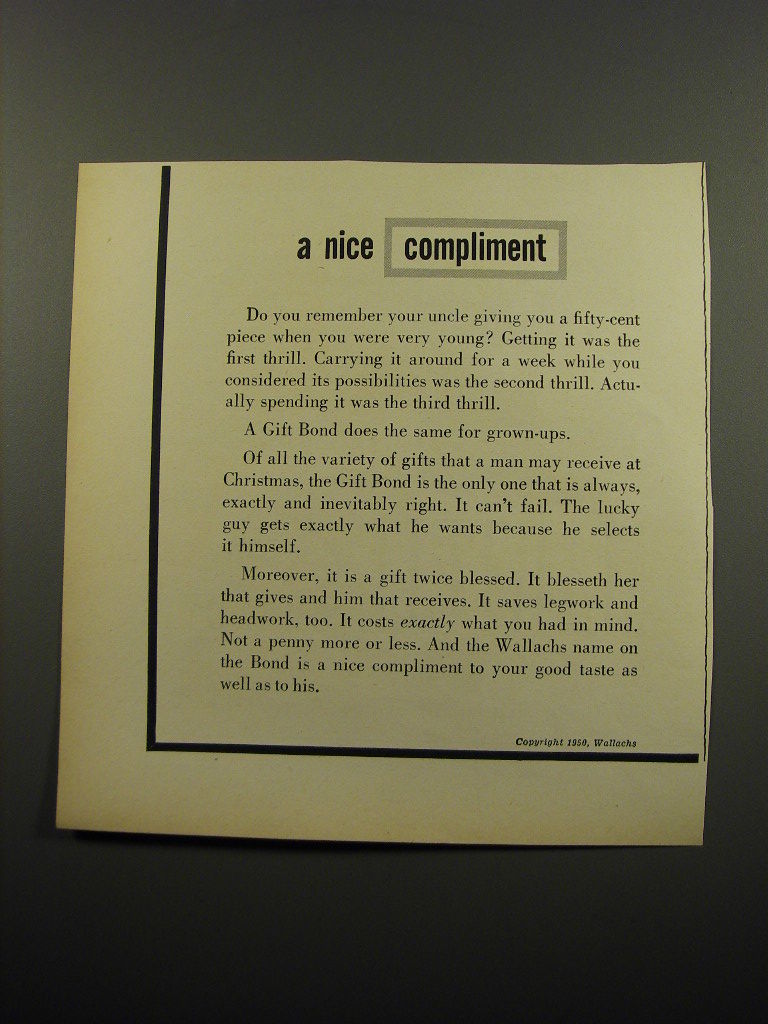 a nice compliment
Do you remember your uncle giving you a fifty-cent
piece when you were very young? Getting it was the
first thrill. Carrying it around for a week while you
considered its possibilities was the second thrill. Actu-
ally spending it was the third thrill.
A Gift Bond does the same for grown-ups.
Of all the variety of gifts that a man may receive at
Christmas, the Gift Bond is the only one that is always,
exactly and inevitably right. It can't fail. The lucky
guy gets exactly what he wants because he selects
it himself.
Moreover, it is a gift twice blessed. It blesseth her
that gives and him that receives. It saves legwork and
headwork, too. It costs exactly what you had in mind.
Not a penny more or less. And the Wallachs name on
the Bond is a nice compliment to your good taste as
well as to his.
Copyright 1950, Wallachs